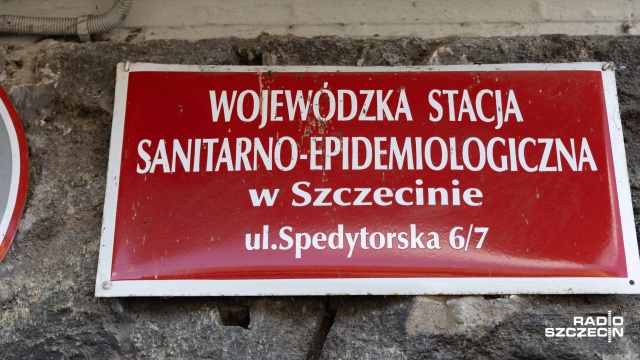 WOJEWÓDZKA STACJA
SANITARNO-EPIDEMIOLOGICZNA
w Szczecinie
ul.Spedytorska 6/7
RADIO
SZCZECIN